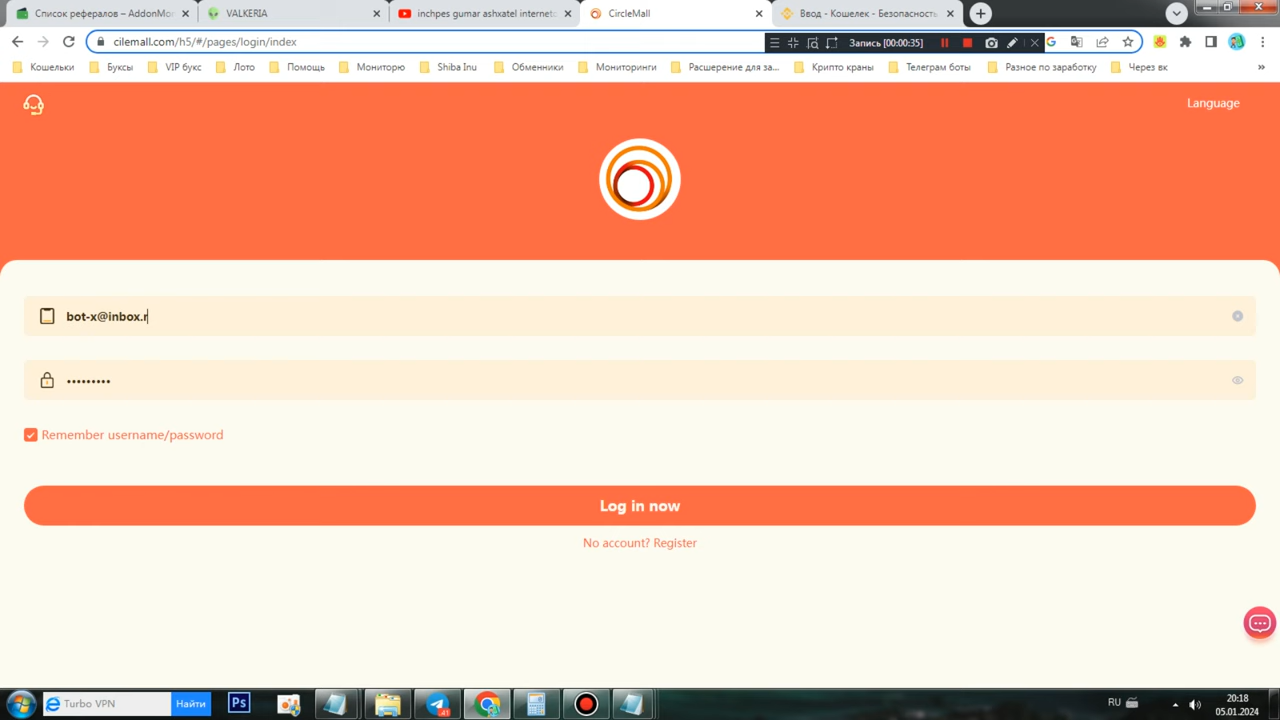 Список рефералов – AddonMo
VALKERIA
inchpes gumar ashxatel internet
CircleMall
Ввод - Кошелек - Безопасность
cilemall.com/h5/#/pages/login/index
Запись [00:00:35]
Кошельки
Буксы
VIP букс
Лото
Помощь
Мониторю
Shiba Inu
Обменники
Мониторинги
Расшерение для за...
Крипто краны
Телеграм боты
Разное по заработку
Через вк
»
Language
bot-x@inbox.r
•••••••••
Remember username/password
Log in now
No account? Register
Turbo VPN
Найти
Ps
41
RU
20:18
05.01.2024